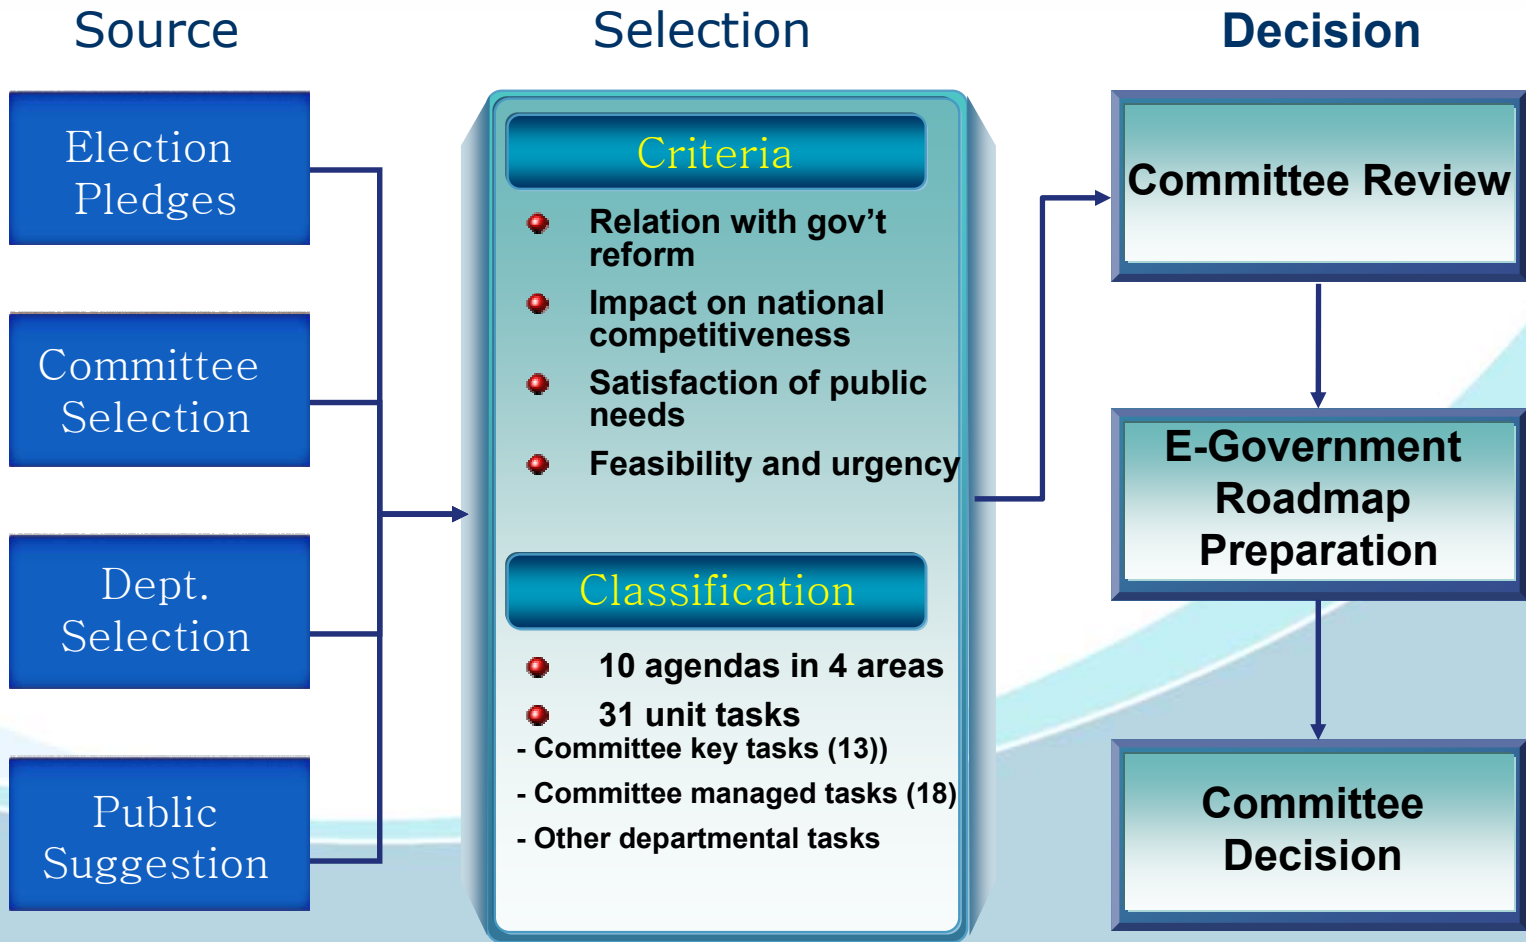 Source
Selection
Decision
Election
Pledges
Committee
Selection
Dept.
Selection
Public
Suggestion
Criteria
Relation with gov’t
reform
Impact on national
competitiveness
Satisfaction of public
needs
Feasibility and urgency
Classification
10 agendas in 4 areas
31 unit tasks
- Committee key tasks (13))
- Committee managed tasks (18)
- Other departmental tasks
Committee Review
E-Government
Roadmap
Preparation
Committee
Decision